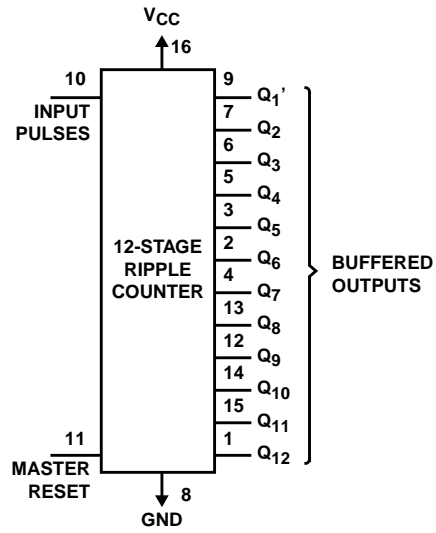 VCC
16
10
INPUT
PULSES
9
Q1’
7
Q2
6
Q3
5
Q4
3
Q5
2
Q6
4
Q7
13
Q8
12
Q9
14
Q10
15
Q11
1
Q12
12-STAGE
RIPPLE
COUNTER
BUFFERED
OUTPUTS
11
MASTER
RESET
8
GND